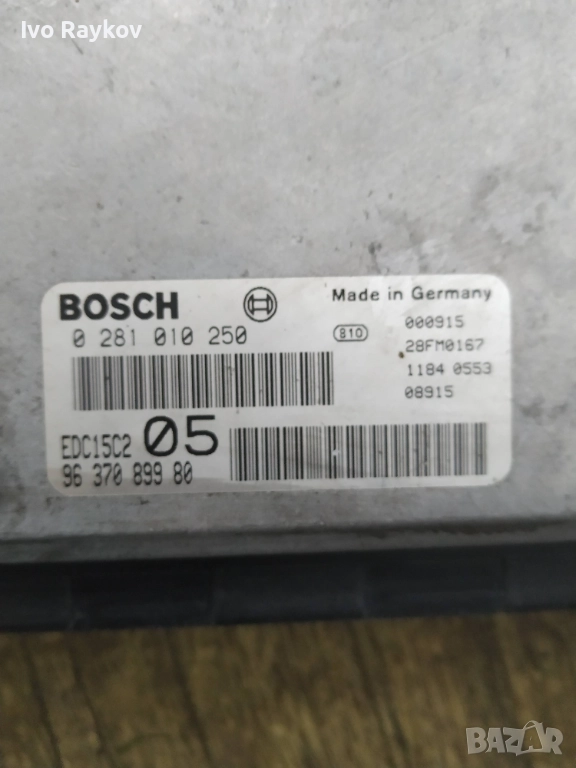 Ivo Raykov
BOSCH
Made in Germany
0 281 010 250
810
000915
28FM0167
1184 0553
08915
EDC15C2 05
96 370 899 80
BAZAR